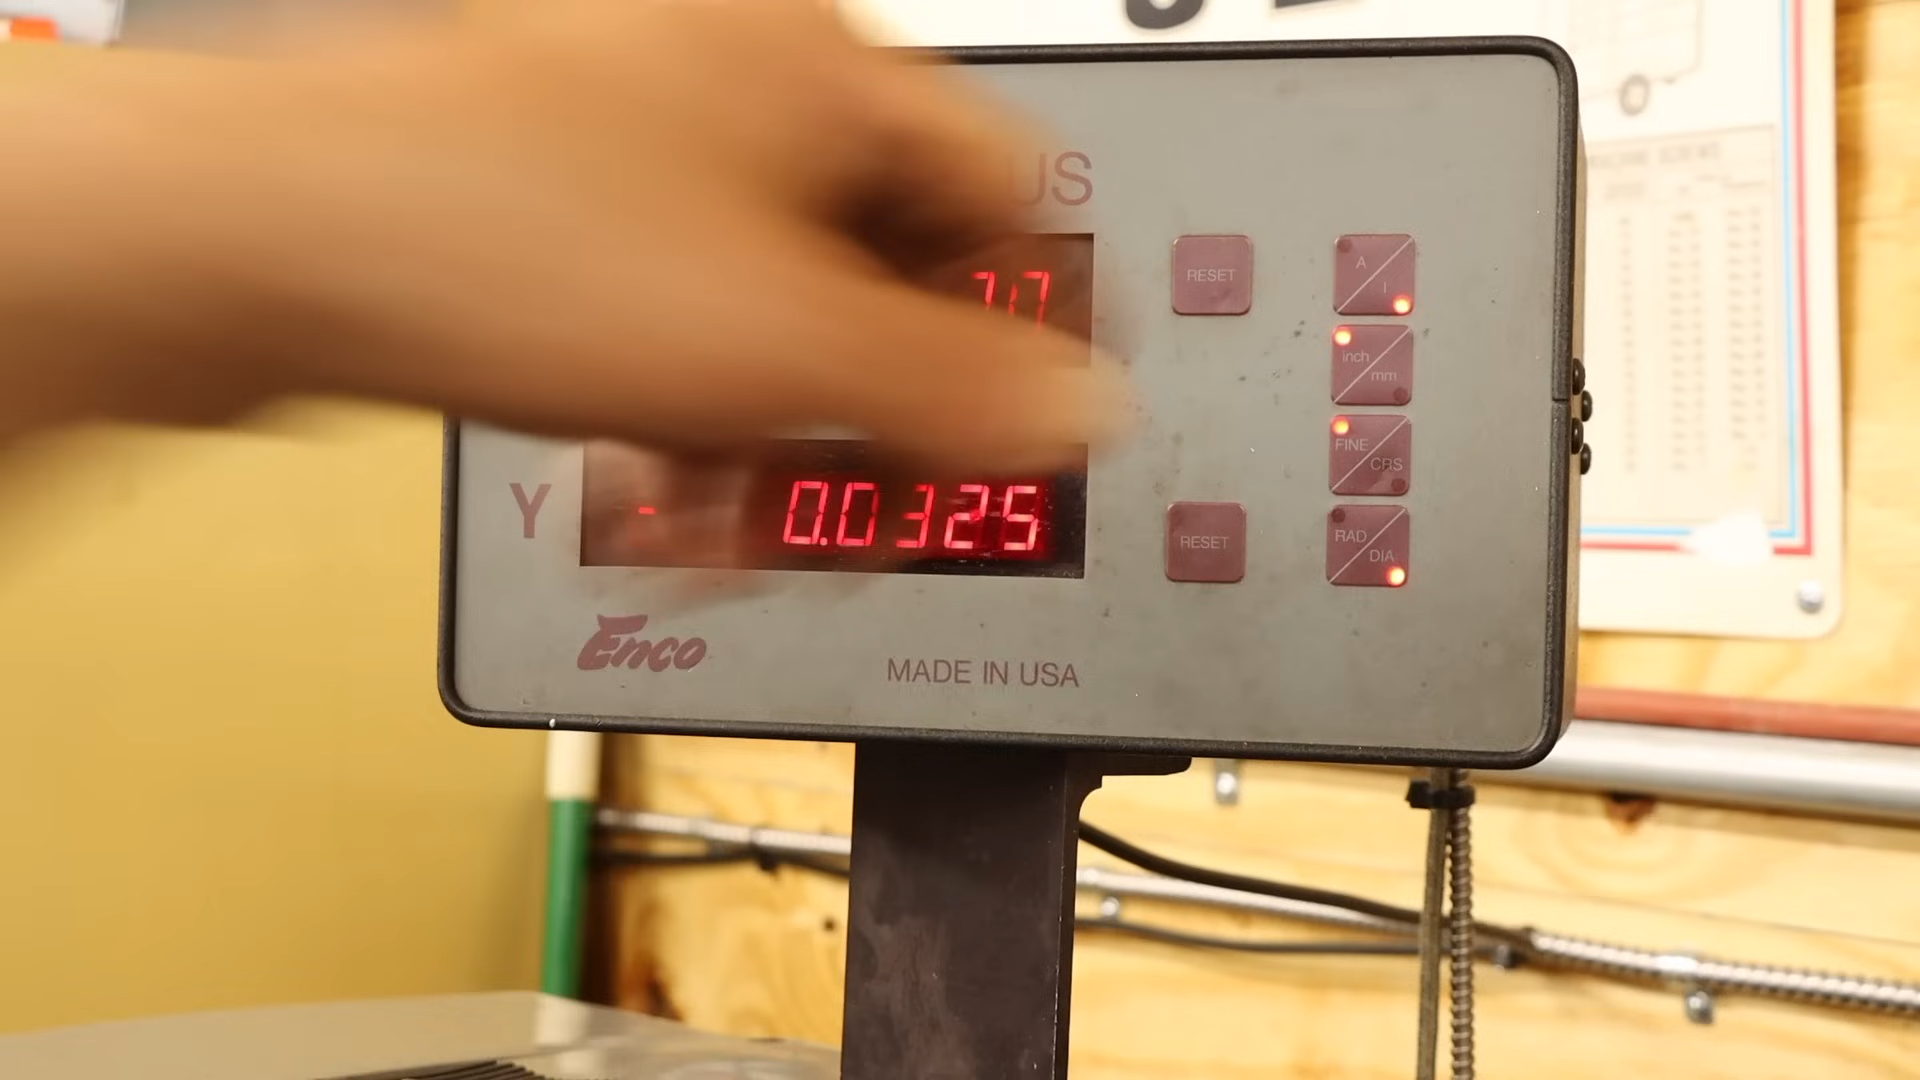 US
RESET
A
I
inch
mm
FINE
CRS
Y
- 0.0325
RESET
RAD
DIA
Enco
MADE IN USA